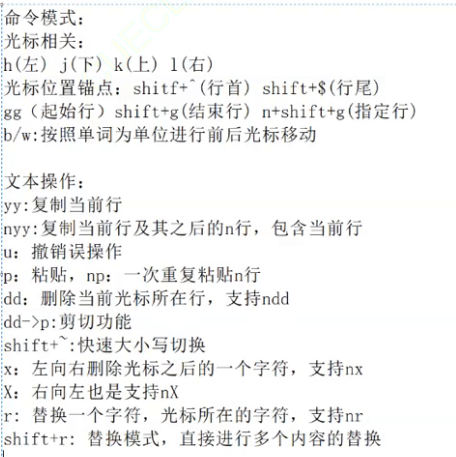 命令模式：
光标相关：
h(左) j(下) k(上) l(右)
光标位置锚点：shitf+^(行首) shift+$(行尾)
gg（起始行）shift+g(结束行) n+shift+g(指定行)
b/w:按照单词为单位进行前后光标移动
文本操作：
yy:复制当前行
nyy:复制当前行及其之后的n行，包含当前行
u：撤销误操作
p：粘贴，np：一次重复粘贴n行
dd：删除当前光标所在行，支持ndd
dd->p:剪切功能
shift+~:快速大小写切换
x：左向右删除光标之后的一个字符，支持nx
X：右向左也是支持nX
r: 替换一个字符，光标所在的字符，支持nr
shift+r: 替换模式，直接进行多个内容的替换